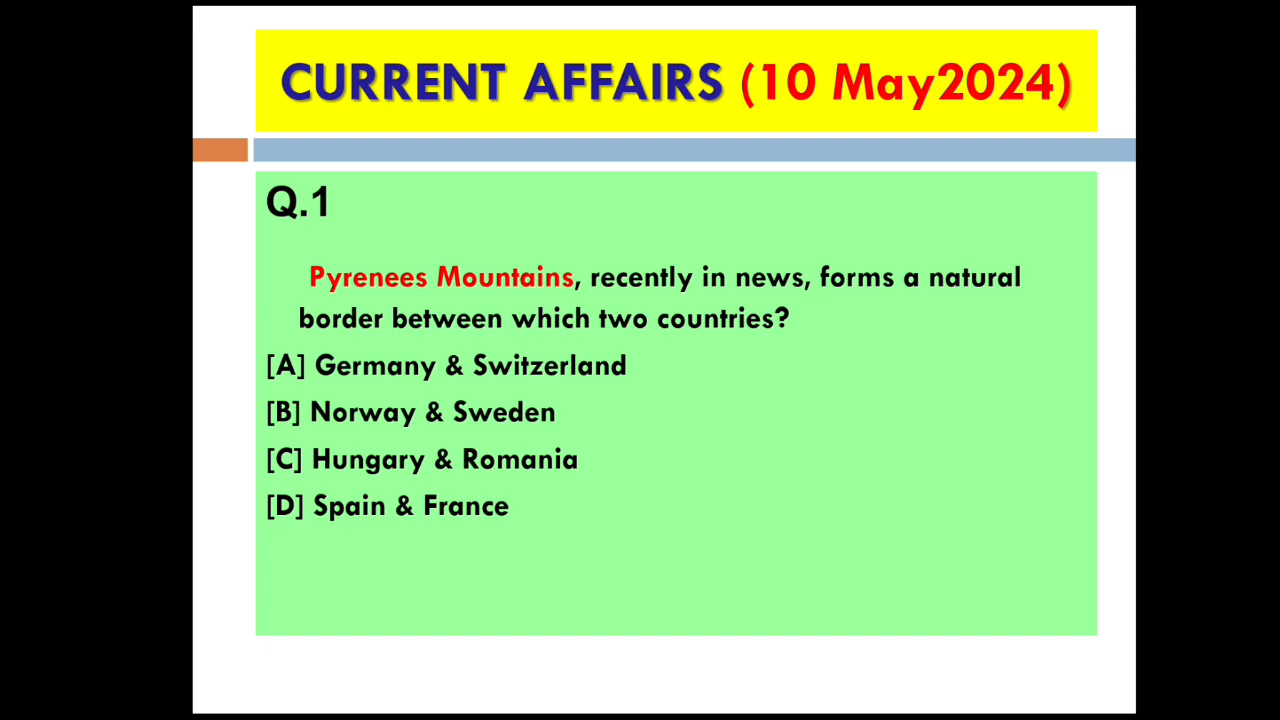 CURRENT AFFAIRS (10 May2024)
Q.1
Pyrenees Mountains, recently in news, forms a natural
border between which two countries?
[A] Germany & Switzerland
[B] Norway & Sweden
[C] Hungary & Romania
[D] Spain & France